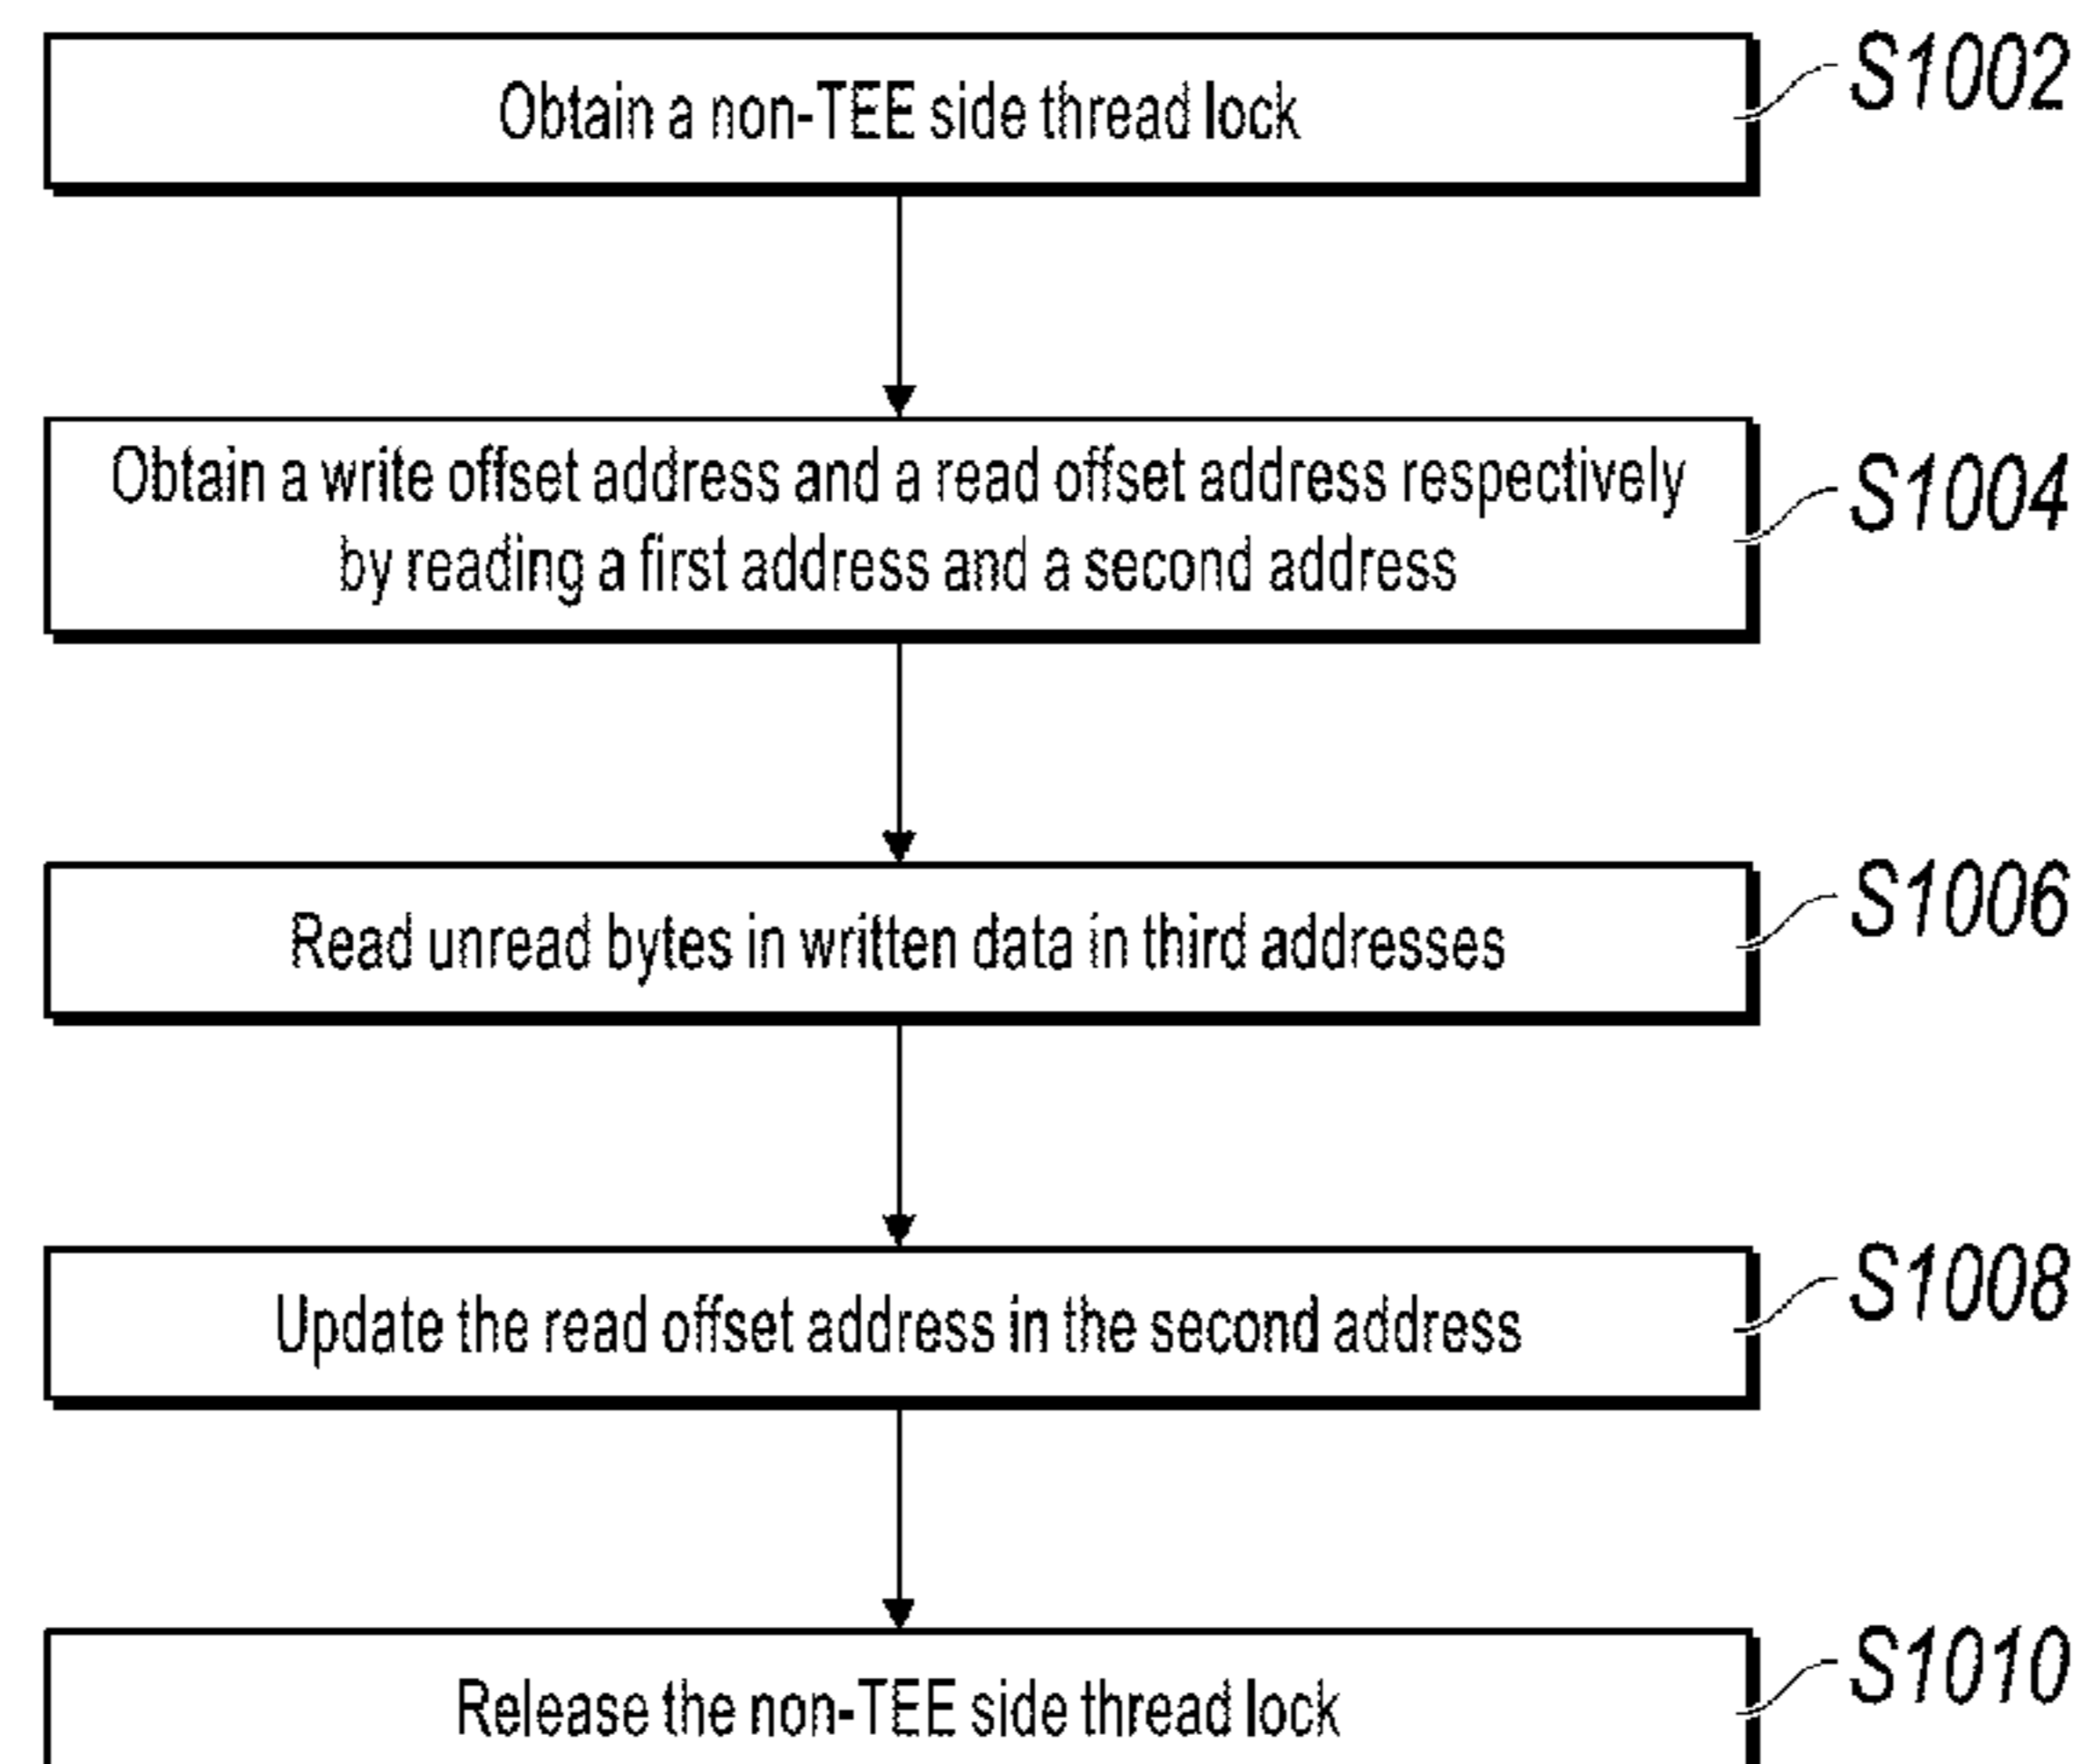 Obtain a non-TEE side thread lock
S1002
Obtain a write offset address and a read offset address respectively
by reading a first address and a second address
S1004
Read unread bytes in written data in third addresses
S1006
Update the read offset address in the second address
S1008
Release the non-TEE side thread lock
S1010